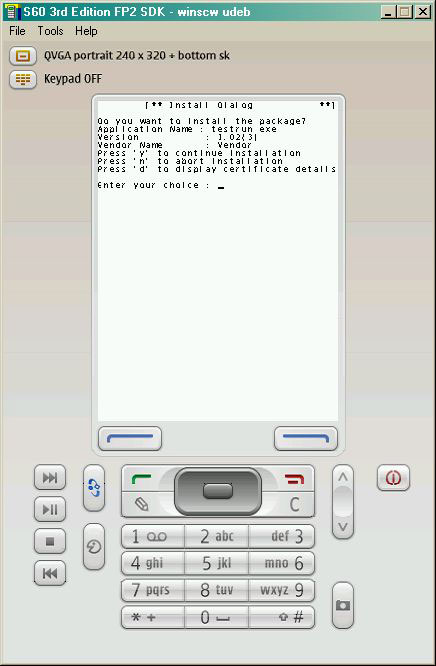 S60 3rd Edition FP2 SDK - winscw udeb
File Tools Help
QVGA portrait 240 x 320 + bottom sk
Keypad OFF
[** Install Dialog **]
Do you want to install the package?
Application Name : testrun exe
Version : 1.02(3)
Vendor Name : Vendor
Press 'y' to continue installation
Press 'n' to abort installation
Press 'd' to display certificate details
Enter your choice : _
C
1 2 abc def 3
4 ghi 5 jkl mno 6
7 pqrs 8 tuv wxyz 9
* + 0 #